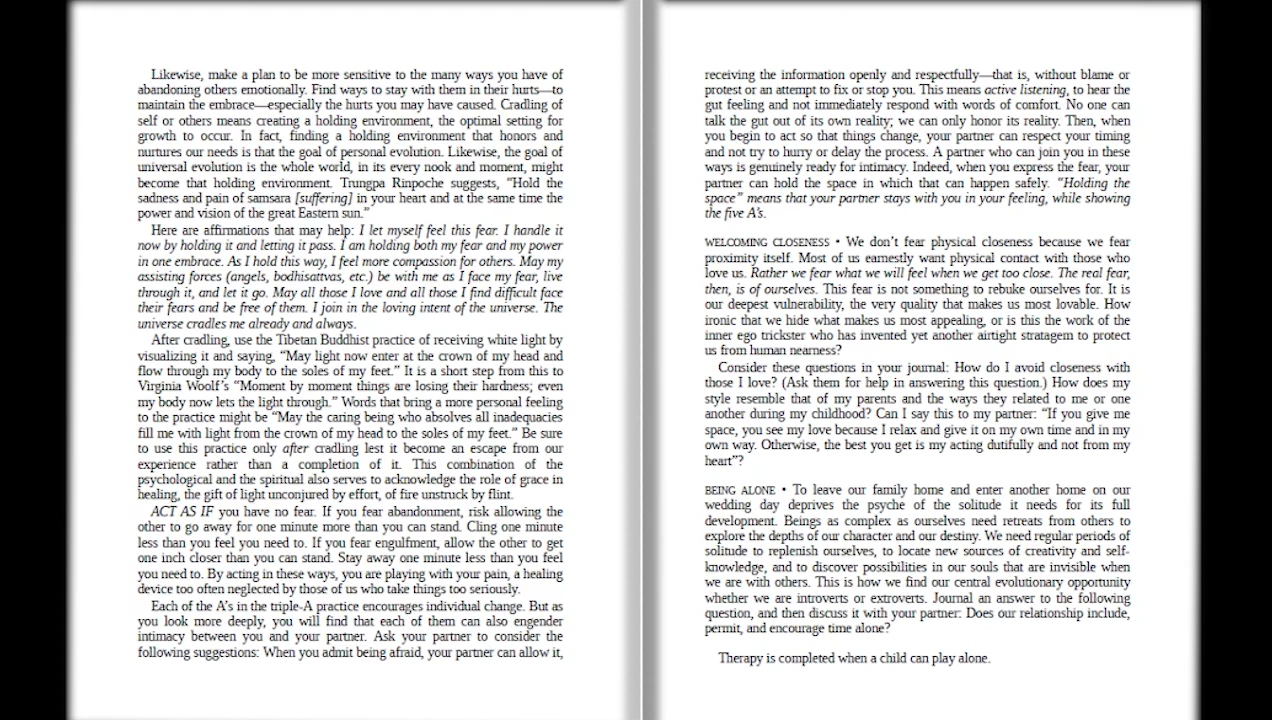 Likewise, make a plan to be more sensitive to the many ways you have of
abandoning others emotionally. Find ways to stay with them in their hurts—to
maintain the embrace—especially the hurts you may have caused. Cradling of
self or others means creating a holding environment, the optimal setting for
growth to occur. In fact, finding a holding environment that honors and
nurtures our needs is that the goal of personal evolution. Likewise, the goal of
universal evolution is the whole world, in its every nook and moment, might
become that holding environment. Trungpa Rinpoche suggests, “Hold the
sadness and pain of samsara [suffering] in your heart and at the same time the
power and vision of the great Eastern sun.”
Here are affirmations that may help: I let myself feel this fear. I handle it
now by holding it and letting it pass. I am holding both my fear and my power
in one embrace. As I hold this way, I feel more compassion for others. May my
assisting forces (angels, bodhisattvas, etc.) be with me as I face my fear, live
through it, and let it go. May all those I love and all those I find difficult face
their fears and be free of them. I join in the loving intent of the universe. The
universe cradles me already and always.
After cradling, use the Tibetan Buddhist practice of receiving white light by
visualizing it and saying, “May light now enter at the crown of my head and
flow through my body to the soles of my feet.” It is a short step from this to
Virginia Woolf’s “Moment by moment things are losing their hardness; even
my body now lets the light through.” Words that bring a more personal feeling
to the practice might be “May the caring being who absolves all inadequacies
fill me with light from the crown of my head to the soles of my feet.” Be sure
to use this practice only after cradling lest it become an escape from our
experience rather than a completion of it. This combination of the
psychological and the spiritual also serves to acknowledge the role of grace in
healing, the gift of light unconjured by effort, of fire unstruck by flint.
ACT AS IF you have no fear. If you fear abandonment, risk allowing the
other to go away for one minute more than you can stand. Cling one minute
less than you feel you need to. If you fear engulfment, allow the other to get
one inch closer than you can stand. Stay away one minute less than you feel
you need to. By acting in these ways, you are playing with your pain, a healing
device too often neglected by those of us who take things too seriously.
Each of the A’s in the triple-A practice encourages individual change. But as
you look more deeply, you will find that each of them can also engender
intimacy between you and your partner. Ask your partner to consider the
following suggestions: When you admit being afraid, your partner can allow it,
receiving the information openly and respectfully—that is, without blame or
protest or an attempt to fix or stop you. This means active listening, to hear the
gut feeling and not immediately respond with words of comfort. No one can
talk the gut out of its own reality; we can only honor its reality. Then, when
you begin to act so that things change, your partner can respect your timing
and not try to hurry or delay the process. A partner who can join you in these
ways is genuinely ready for intimacy. Indeed, when you express the fear, your
partner can hold the space in which that can happen safely. “Holding the
space” means that your partner stays with you in your feeling, while showing
the five A’s.
WELCOMING CLOSENESS • We don’t fear physical closeness because we fear
proximity itself. Most of us earnestly want physical contact with those who
love us. Rather we fear what we will feel when we get too close. The real fear,
then, is of ourselves. This fear is not something to rebuke ourselves for. It is
our deepest vulnerability, the very quality that makes us most lovable. How
ironic that we hide what makes us most appealing, or is this the work of the
inner ego trickster who has invented yet another airtight stratagem to protect
us from human nearness?
Consider these questions in your journal: How do I avoid closeness with
those I love? (Ask them for help in answering this question.) How does my
style resemble that of my parents and the ways they related to me or one
another during my childhood? Can I say this to my partner: “If you give me
space, you see my love because I relax and give it on my own time and in my
own way. Otherwise, the best you get is my acting dutifully and not from my
heart”?
BEING ALONE • To leave our family home and enter another home on our
wedding day deprives the psyche of the solitude it needs for its full
development. Beings as complex as ourselves need retreats from others to
explore the depths of our character and our destiny. We need regular periods of
solitude to replenish ourselves, to locate new sources of creativity and self-
knowledge, and to discover possibilities in our souls that are invisible when
we are with others. This is how we find our central evolutionary opportunity
whether we are introverts or extroverts. Journal an answer to the following
question, and then discuss it with your partner: Does our relationship include,
permit, and encourage time alone?
Therapy is completed when a child can play alone.